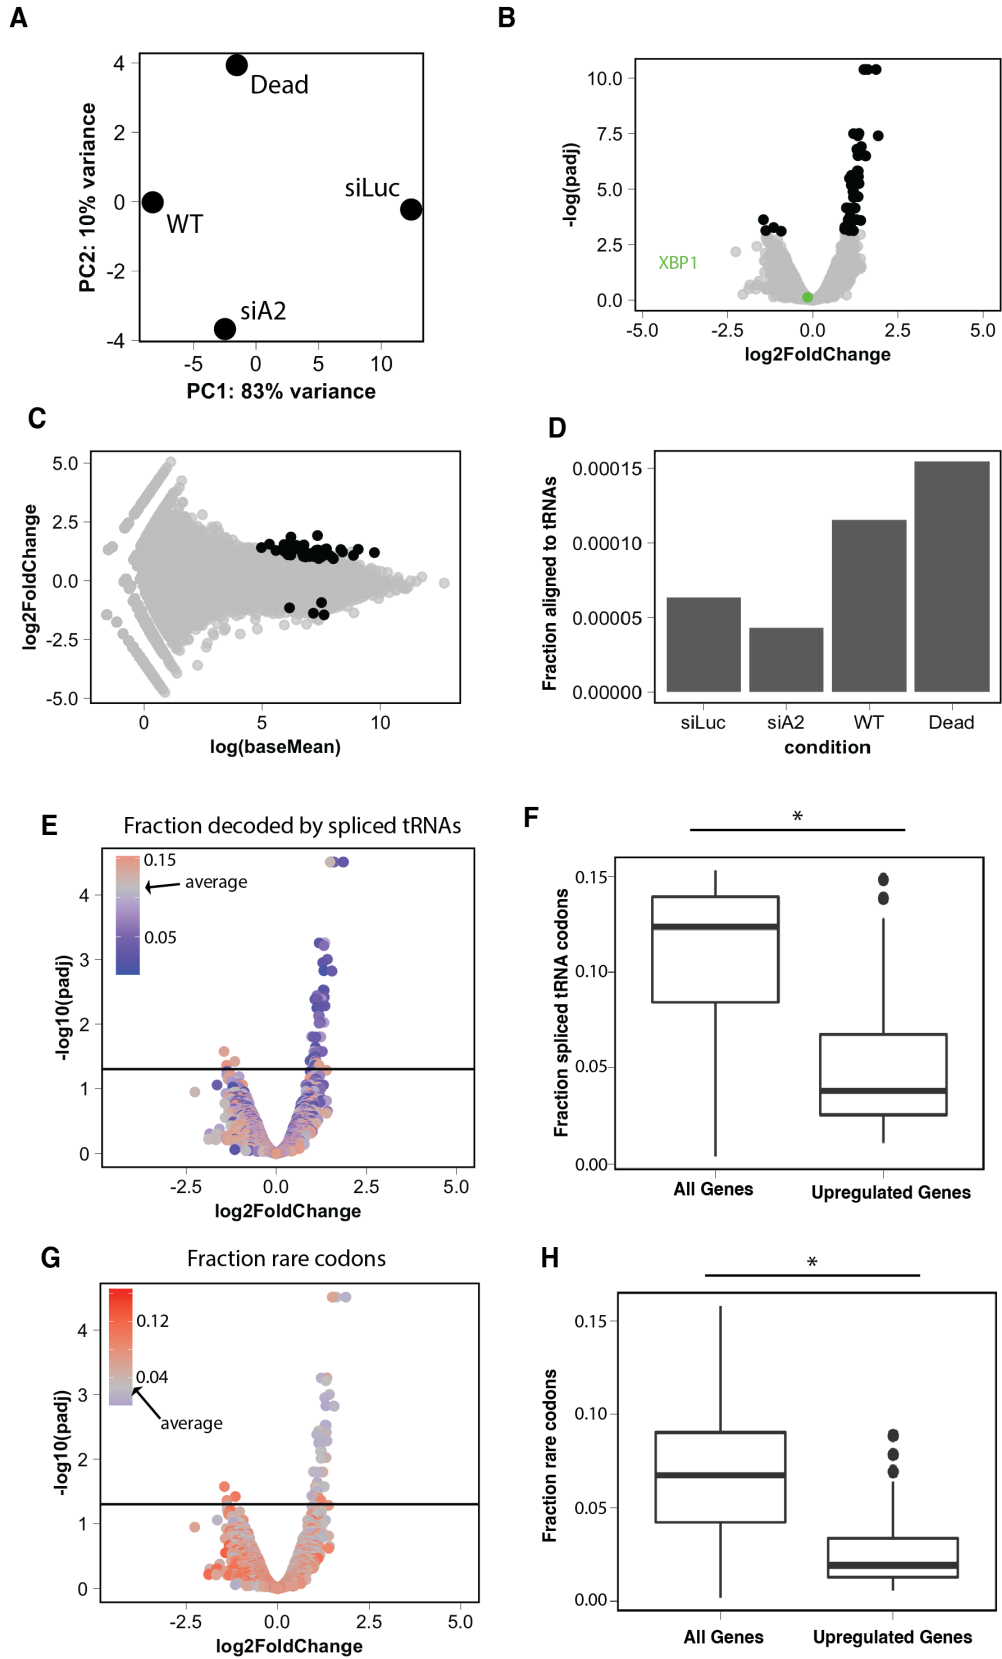 A
4
2
0
-2
-4
PC2: 10% variance
Dead
siLuc
WT
siA2
-5
0
5
10
PC1: 83% variance
B
10.0
7.5
5.0
2.5
0.0
-log(padj)
XBP1
-5.0
-2.5
0.0
2.5
5.0
log2FoldChange
C
5.0
2.5
0.0
-2.5
-5.0
log2FoldChange
0
5
10
log(baseMean)
D
0.00015
0.00010
0.00005
0.00000
Fraction aligned to tRNAs
siLuc
siA2
WT
Dead
condition
E
Fraction decoded by spliced tRNAs
0.15
average
0.05
4
3
2
1
0
-log10(padj)
-2.5
0.0
2.5
5.0
log2FoldChange
F
*
0.15
0.10
0.05
0.00
Fraction spliced tRNA codons
All Genes
Upregulated Genes
G
Fraction rare codons
0.12
0.04
average
4
3
2
1
0
-log10(padj)
-2.5
0.0
2.5
5.0
log2FoldChange
H
*
0.15
0.10
0.05
0.00
Fraction rare codons
All Genes
Upregulated Genes